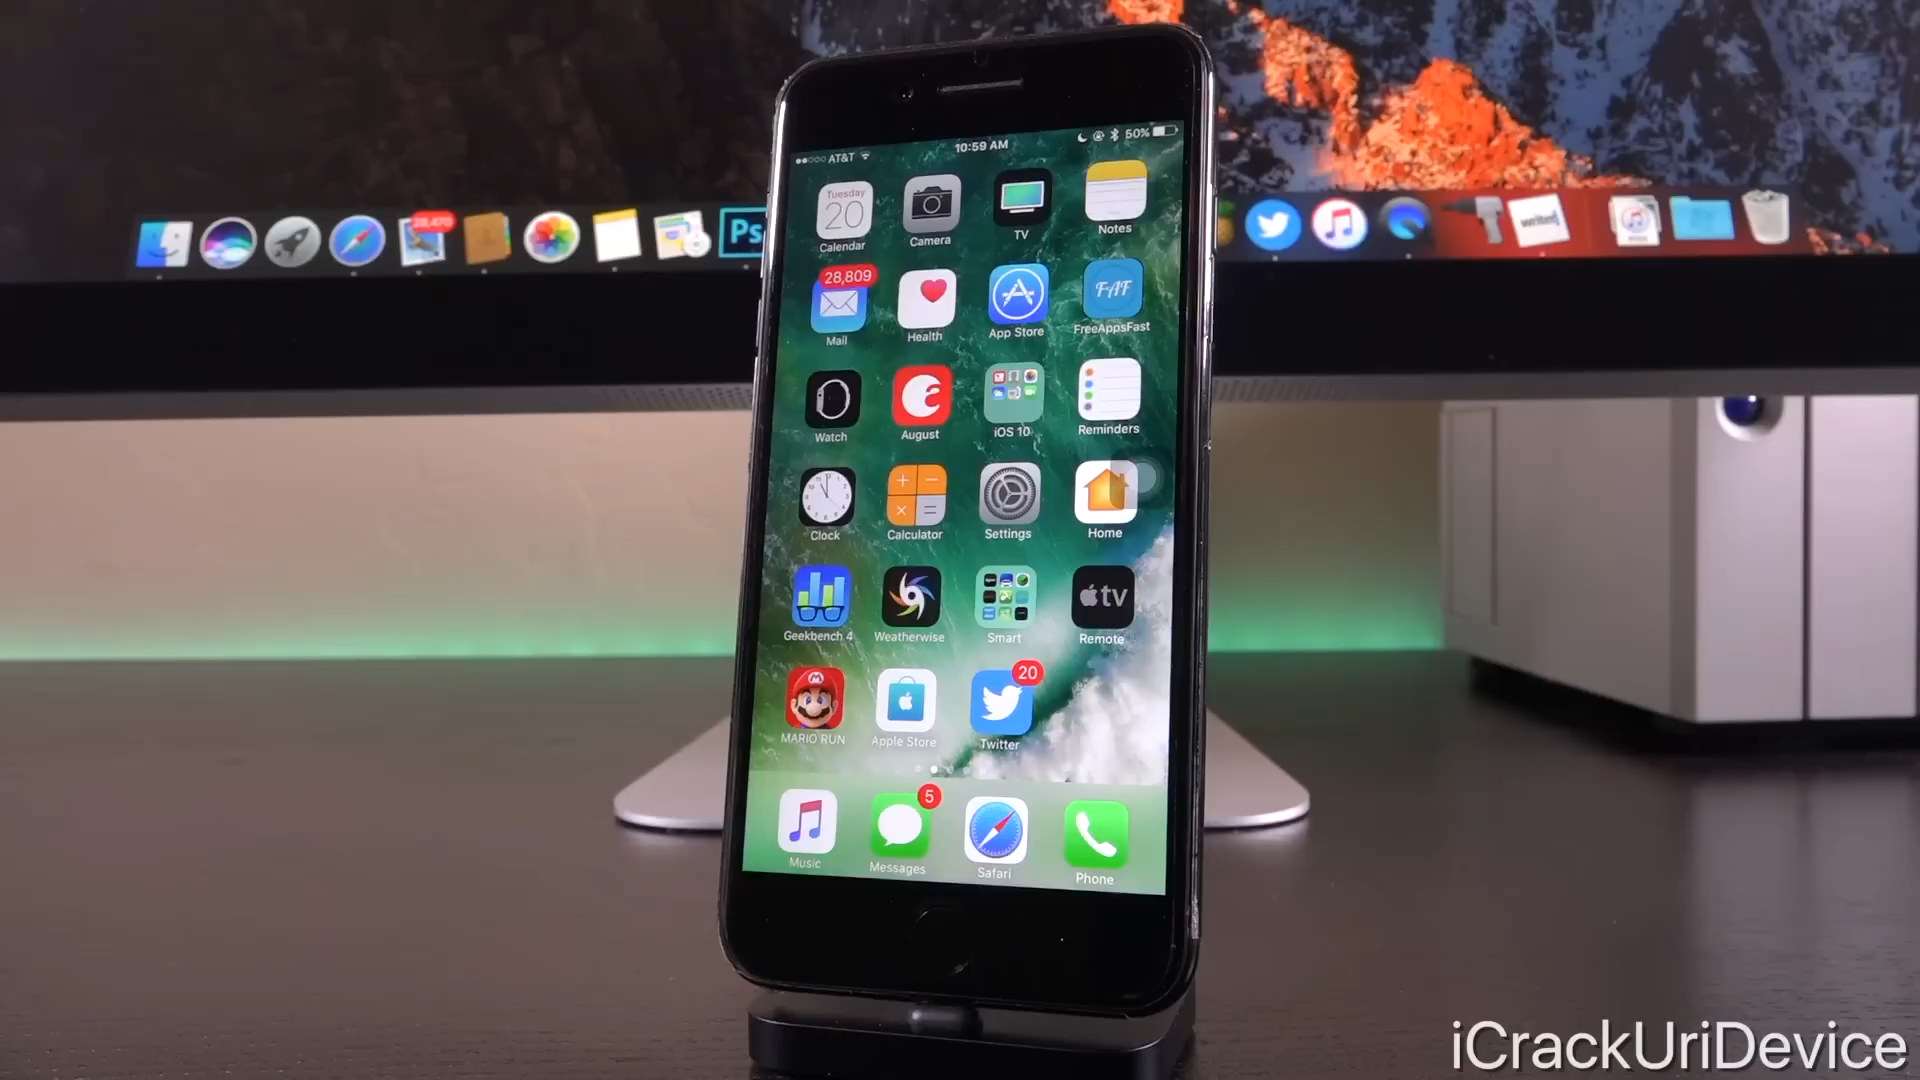 AT&T 10:59 AM 50%
Tuesday
20
Calendar Camera TV Notes
28,809
FAF
Mail Health App Store FreeAppsFast
Watch August iOS 10 Reminders
Clock Calculator Settings Home
tv
Geekbench 4 Weatherwise Smart Remote
M
20
MARIO RUN Apple Store Twitter
5
Music Messages Safari Phone
Ps
iCrackUriDevice